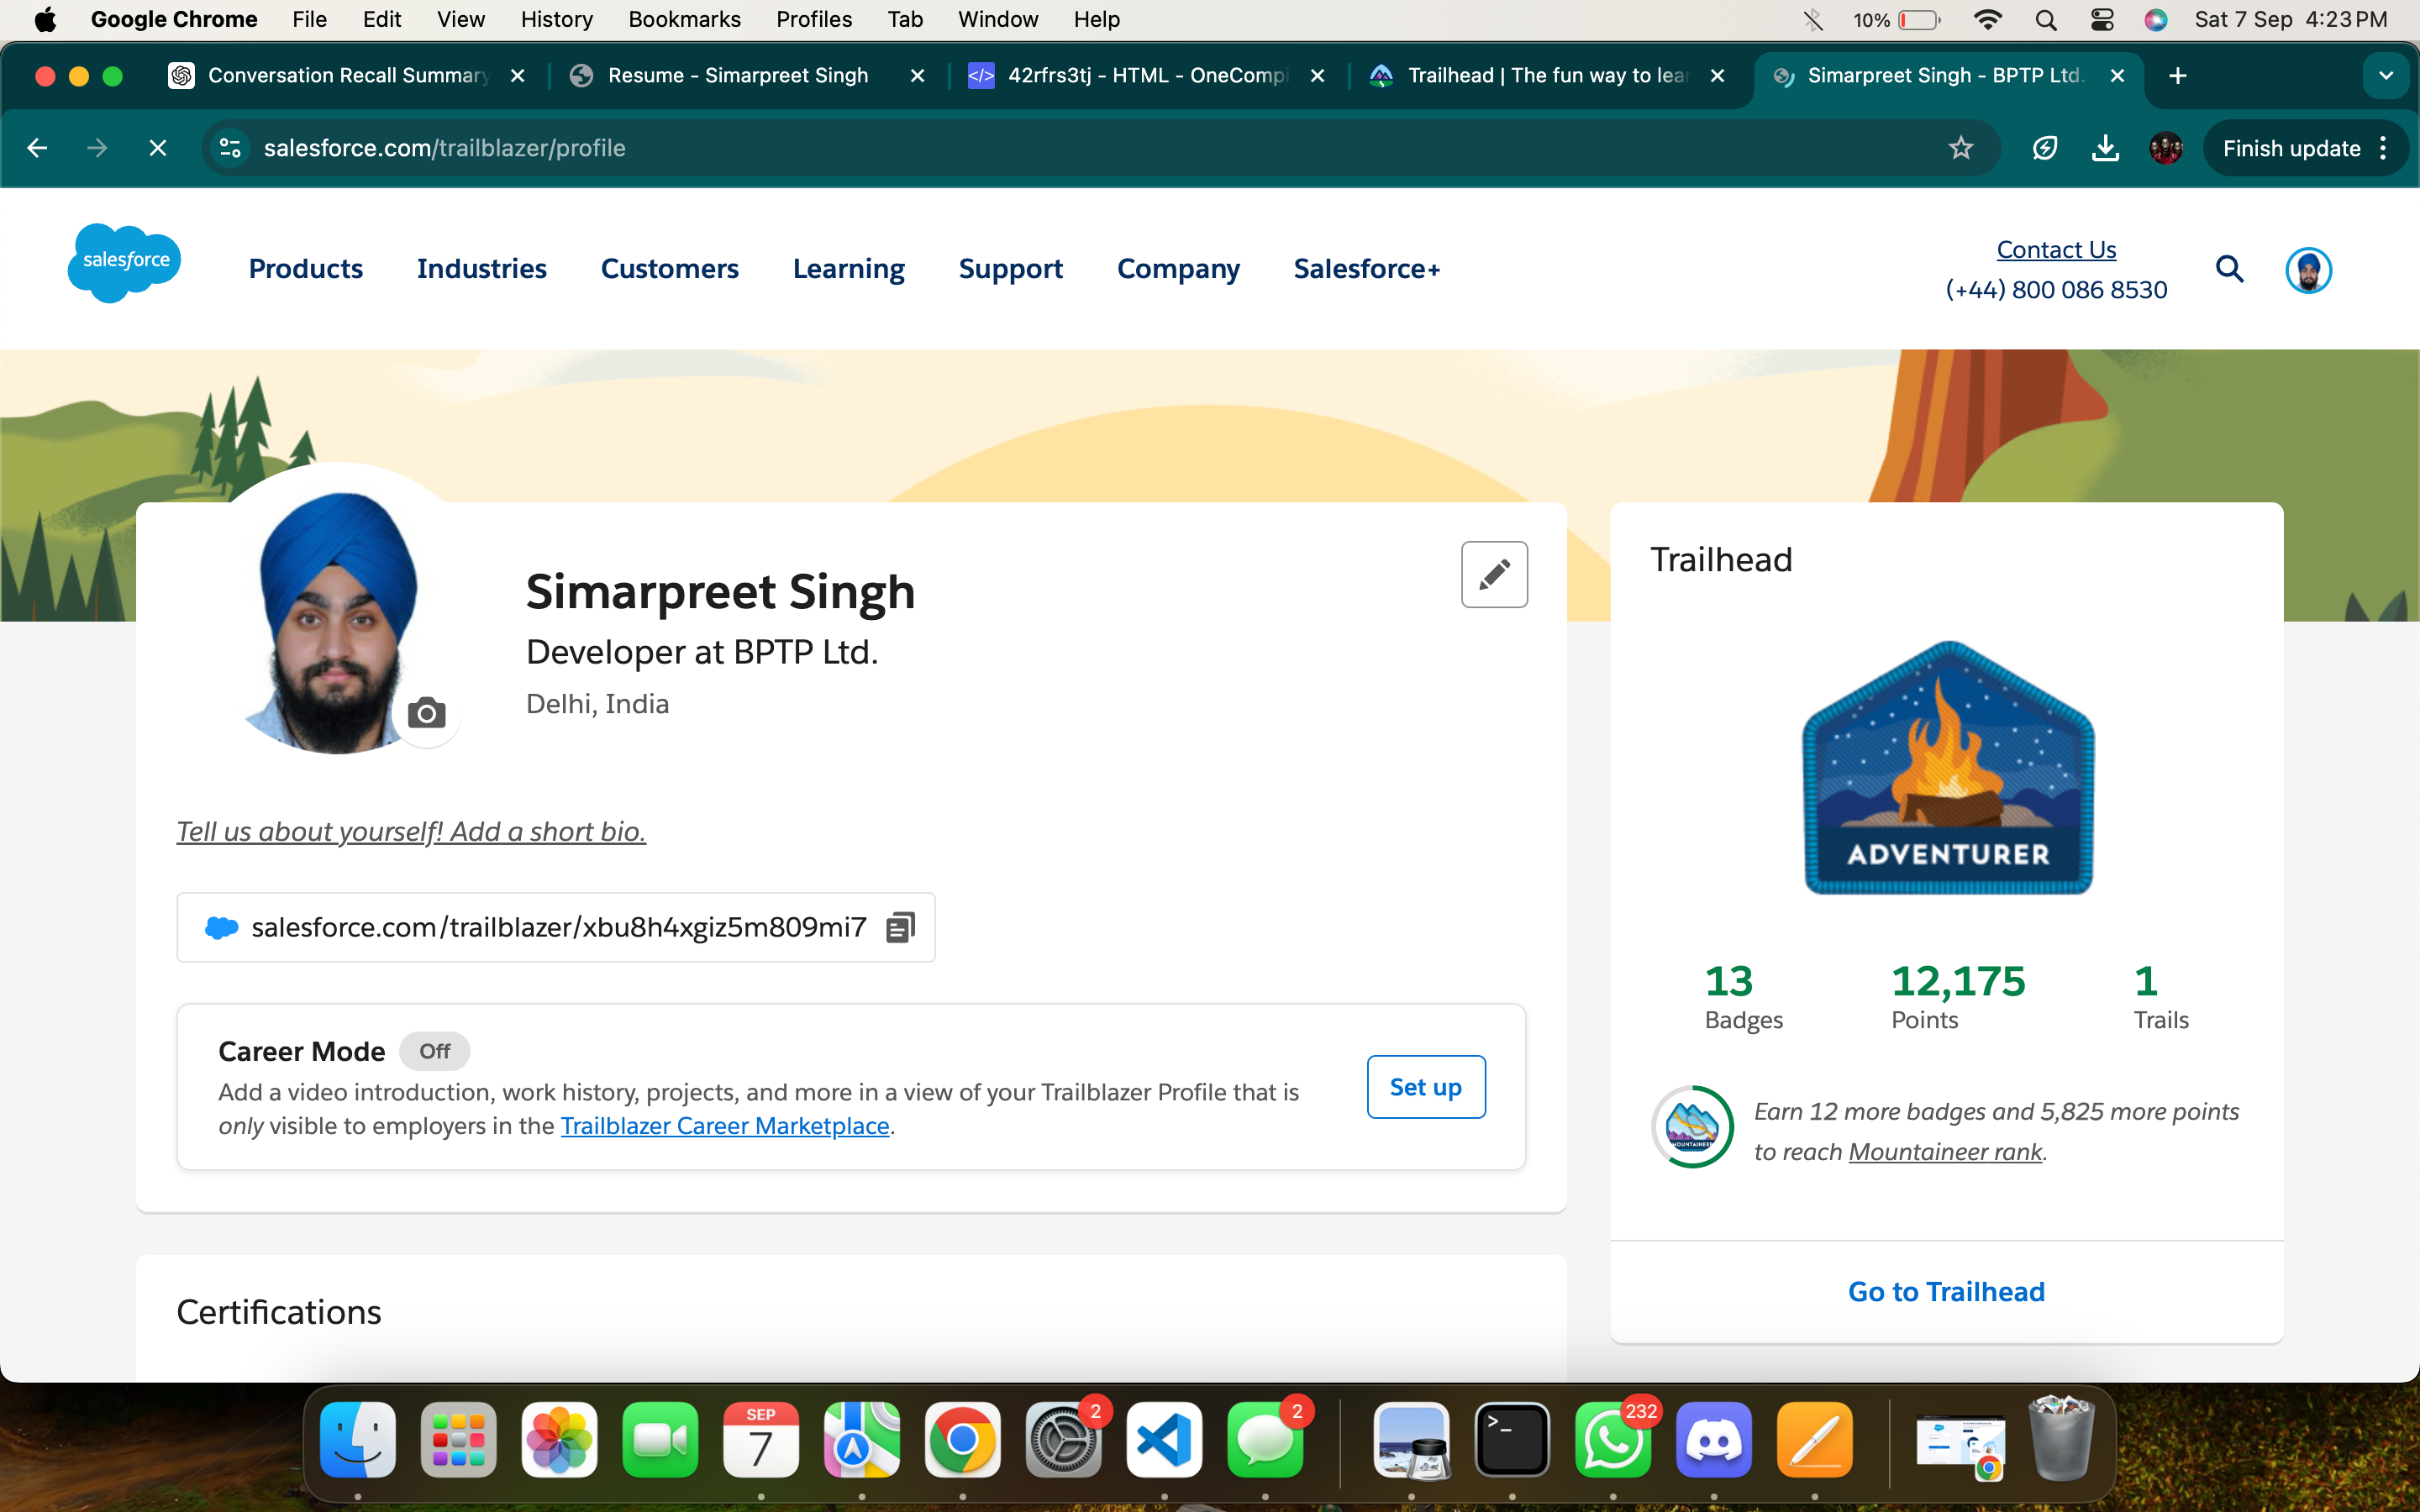 Google Chrome File Edit View History Bookmarks Profiles Tab Window Help 10% Sat 7 Sep 4:23 PM
Conversation Recall Summary Resume - Simarpreet Singh 42rfrs3tj - HTML - OneCompi Trailhead | The fun way to lear Simarpreet Singh - BPTP Ltd.
salesforce.com/trailblazer/profile Finish update
salesforce Products Industries Customers Learning Support Company Salesforce+
Contact Us
(+44) 800 086 8530
Simarpreet Singh
Developer at BPTP Ltd.
Delhi, India
Tell us about yourself! Add a short bio.
salesforce.com/trailblazer/xbu8h4xgiz5m809mi7
Career Mode Off
Add a video introduction, work history, projects, and more in a view of your Trailblazer Profile that is
only visible to employers in the Trailblazer Career Marketplace.
Set up
Certifications
Trailhead
ADVENTURER
13 12,175 1
Badges Points Trails
MOUNTAINEER
Earn 12 more badges and 5,825 more points
to reach Mountaineer rank.
Go to Trailhead
SEP
7
2
2
>_
232